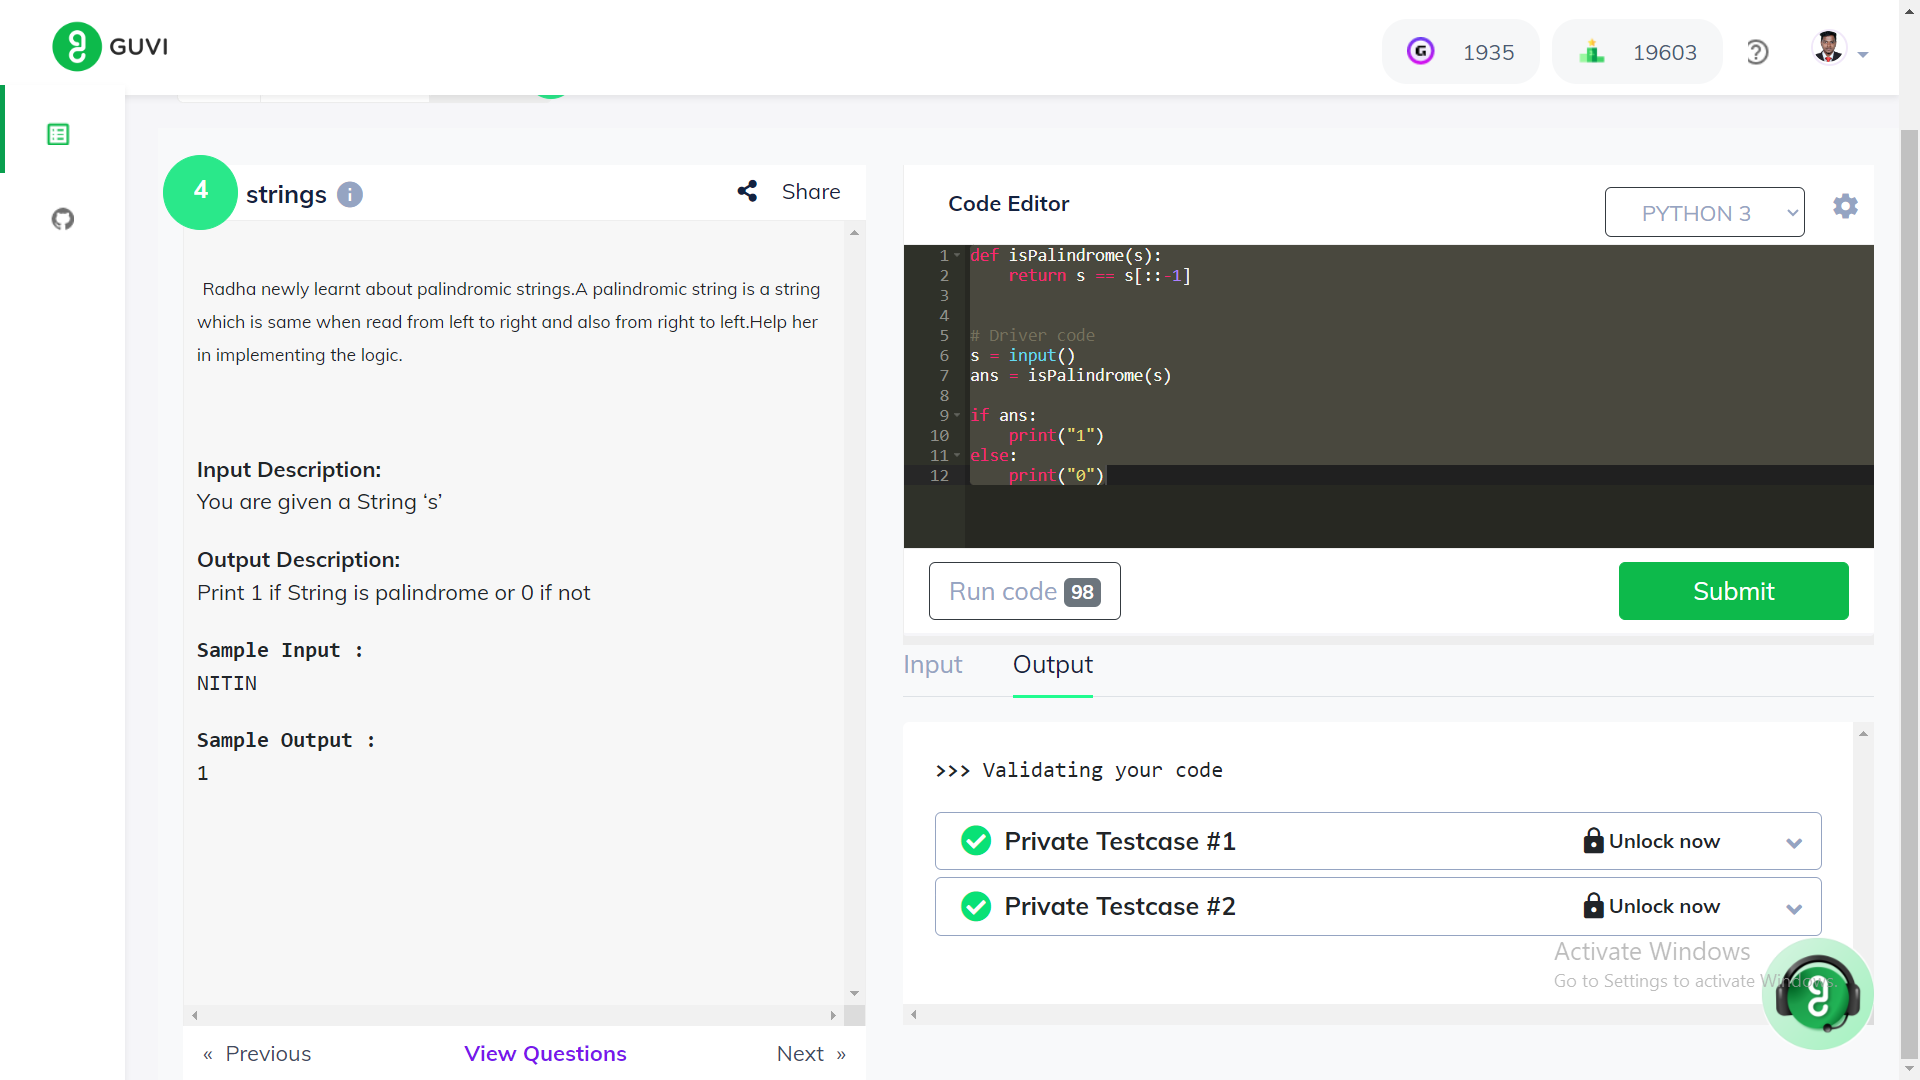 GUVI
1935
19603
4
strings
Share
Radha newly learnt about palindromic strings.A palindromic string is a string
which is same when read from left to right and also from right to left.Help her
in implementing the logic.
Input Description:
You are given a String ‘s’
Output Description:
Print 1 if String is palindrome or 0 if not
Sample Input :
NITIN
Sample Output :
1
« Previous
View Questions
Next »
Code Editor
PYTHON 3
1 def isPalindrome(s):
2     return s == s[::-1]
3
4
5 # Driver code
6 s = input()
7 ans = isPalindrome(s)
8
9 if ans:
10     print("1")
11 else:
12     print("0")
Run code 98
Submit
Input
Output
>>> Validating your code
Private Testcase #1
Unlock now
Private Testcase #2
Unlock now
Activate Windows
Go to Settings to activate Windows.